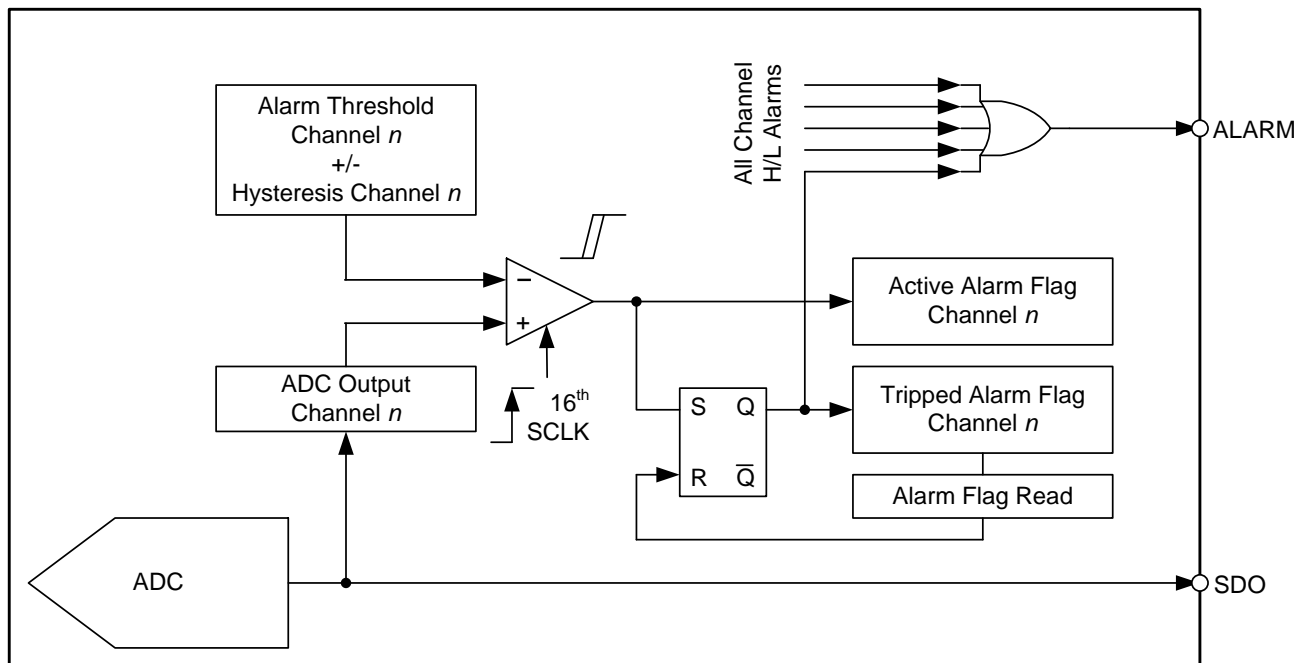 All Channel
H/L Alarms
ALARM
Alarm Threshold
Channel n
+/-
Hysteresis Channel n
−
+
Active Alarm Flag
Channel n
ADC Output
Channel n
16th
SCLK
S Q
R Q̅
Tripped Alarm Flag
Channel n
Alarm Flag Read
ADC
SDO